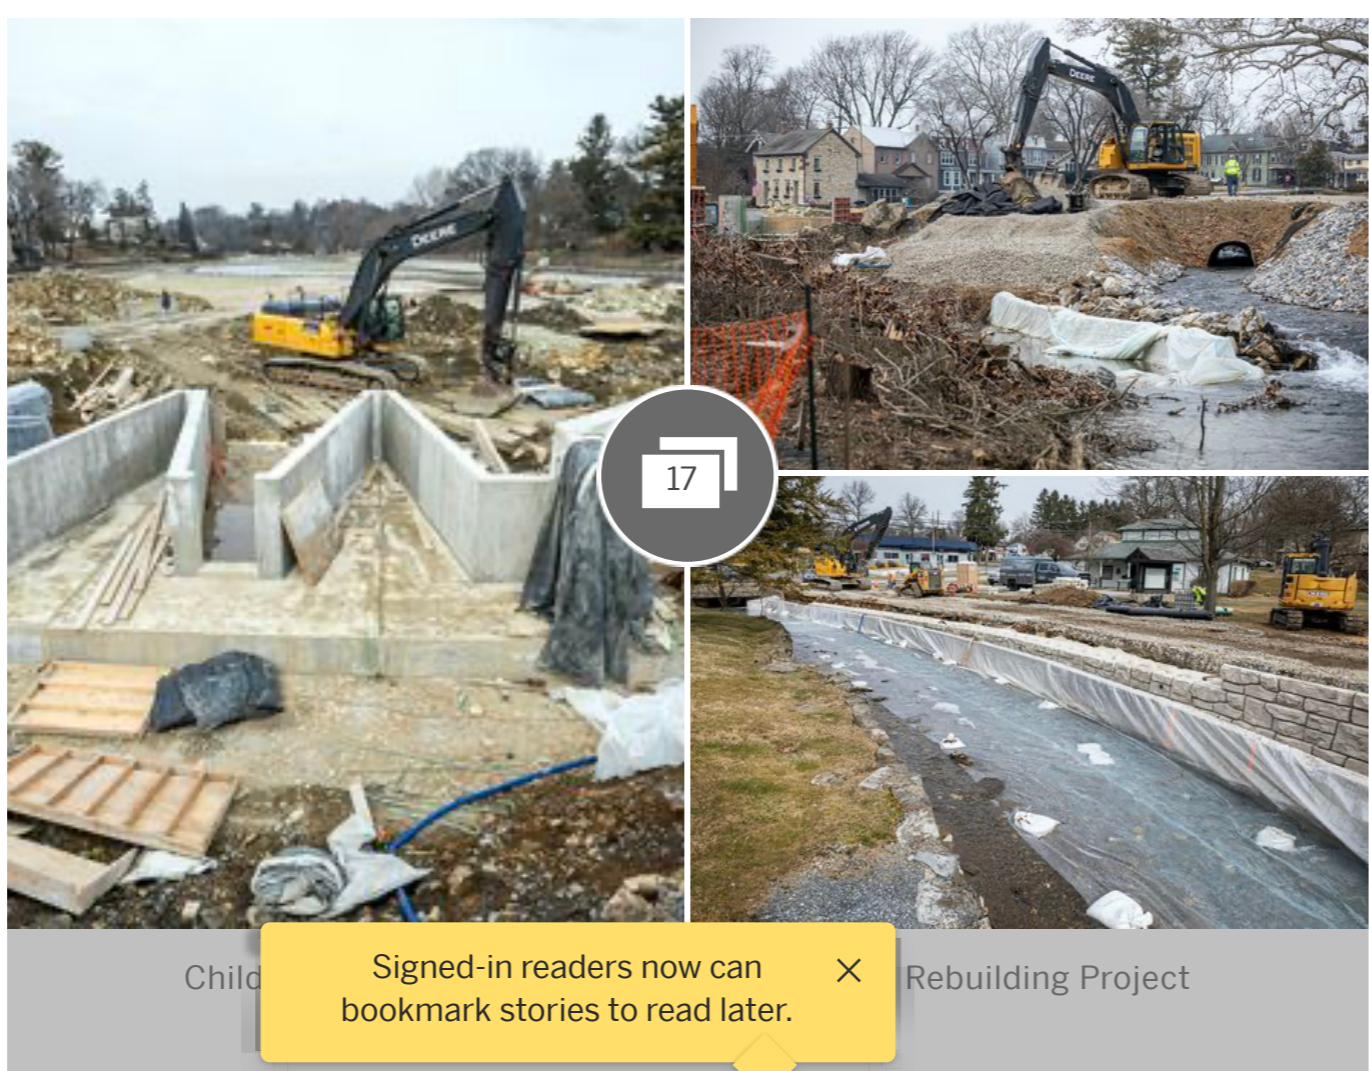 DEERE
DEERE
17
Child
Rebuilding Project
Signed-in readers now can
bookmark stories to read later.